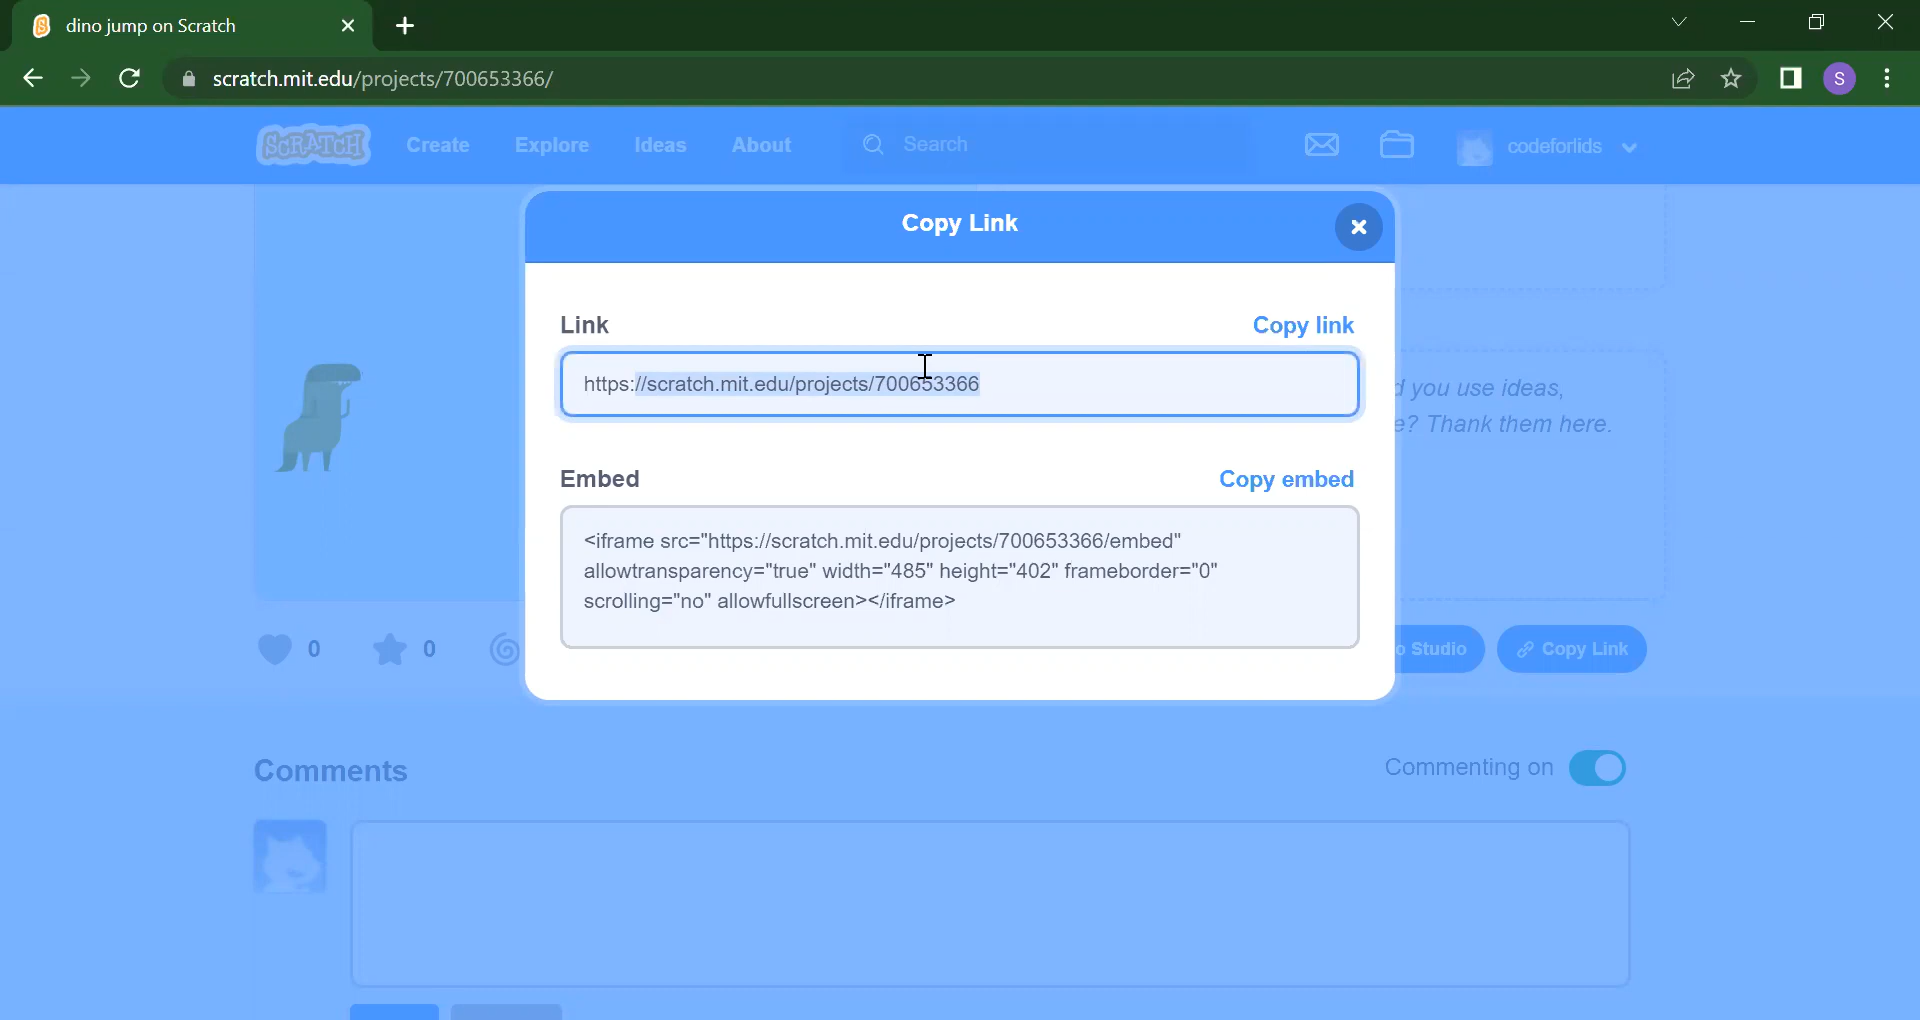 dino jump on Scratch
scratch.mit.edu/projects/700653366/
S
SCRATCH
Create
Explore
Ideas
About
Search
codeforlids
Copy Link
Link
Copy link
https://scratch.mit.edu/projects/700653366
d you use ideas,
e? Thank them here.
Embed
Copy embed
<iframe src="https://scratch.mit.edu/projects/700653366/embed"
allowtransparency="true" width="485" height="402" frameborder="0"
scrolling="no" allowfullscreen></iframe>
0
0
o Studio
Copy Link
Comments
Commenting on